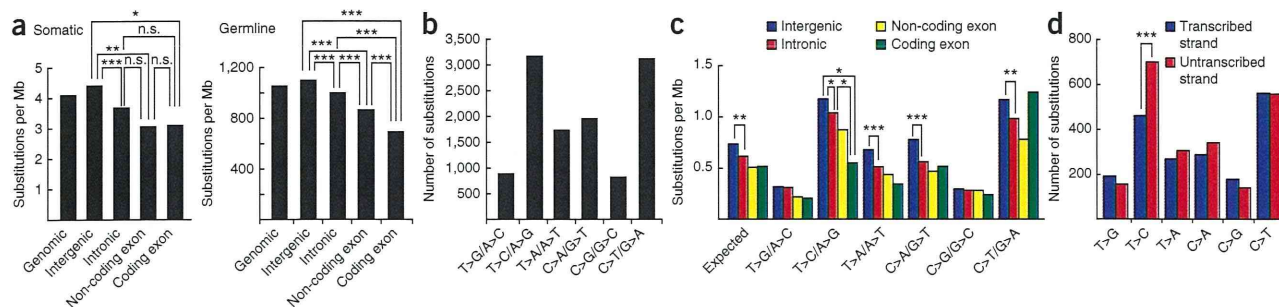 a
Somatic
*
n.s.
**
n.s.
n.s.
***
Substitutions per Mb
5
4
3
2
1
Genomic
Intergenic
Intronic
Non-coding exon
Coding exon
Germline
***
***
***
***
***
***
Substitutions per Mb
1,200
800
400
Genomic
Intergenic
Intronic
Non-coding exon
Coding exon
b
Number of substitutions
3,500
3,000
2,500
2,000
1,500
1,000
500
0
T>G/A>C
T>C/A>G
T>A/A>T
C>A/G>T
C>G/G>C
C>T/G>A
c
Intergenic
Intronic
Non-coding exon
Coding exon
Substitutions per Mb
1.5
1.0
0.5
0
**
*
*
*
***
***
**
Expected
T>G/A>C
T>C/A>G
T>A/A>T
C>A/G>T
C>G/G>C
C>T/G>A
d
Transcribed
strand
Untranscribed
strand
***
Number of substitutions
800
600
400
200
T>G
T>C
T>A
C>A
C>G
C>T